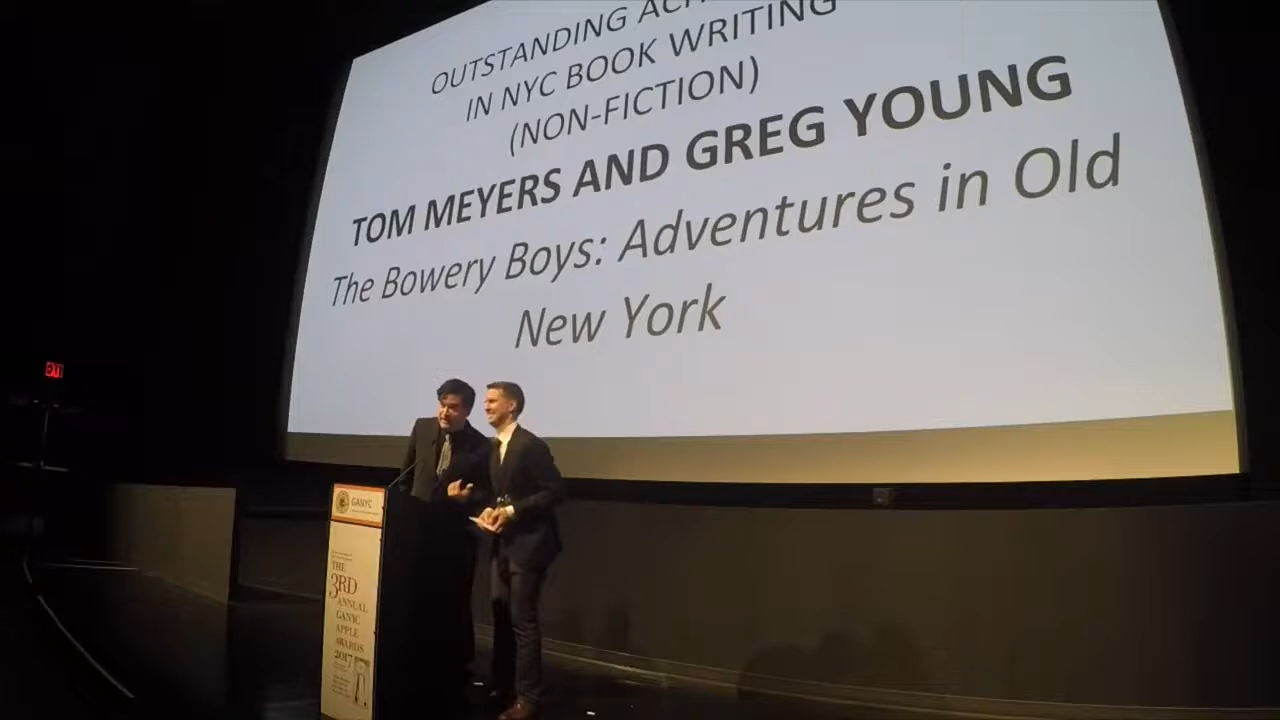 OUTSTANDING
IN NYC BOOK WRITING
(NON-FICTION)
TOM MEYERS AND GREG YOUNG
The Bowery Boys: Adventures in Old
New York
EXIT
GANYC
THE
3RD
ANNUAL
GANYC
APPLE
AWARDS
2017